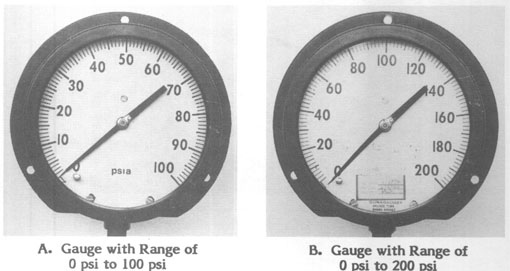 0 10 20 30 40 50 60 70 80 90 100
psia
0 20 40 60 80 100 120 140 160 180 200
A. Gauge with Range of
0 psi to 100 psi
B. Gauge with Range of
0 psi to 200 psi